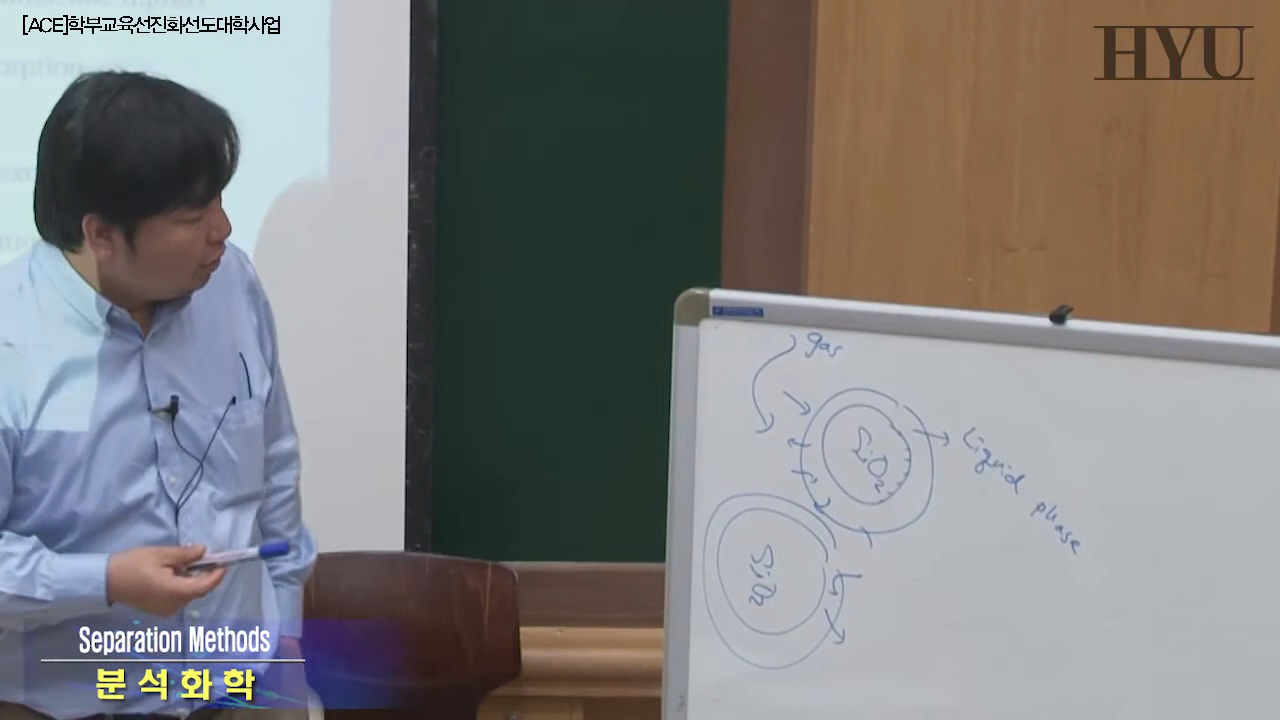 [ACE]학부교육선진화선도대학사업
HYU
gas
SiO₂
Liquid phase
SiO₂
Separation Methods
분석화학